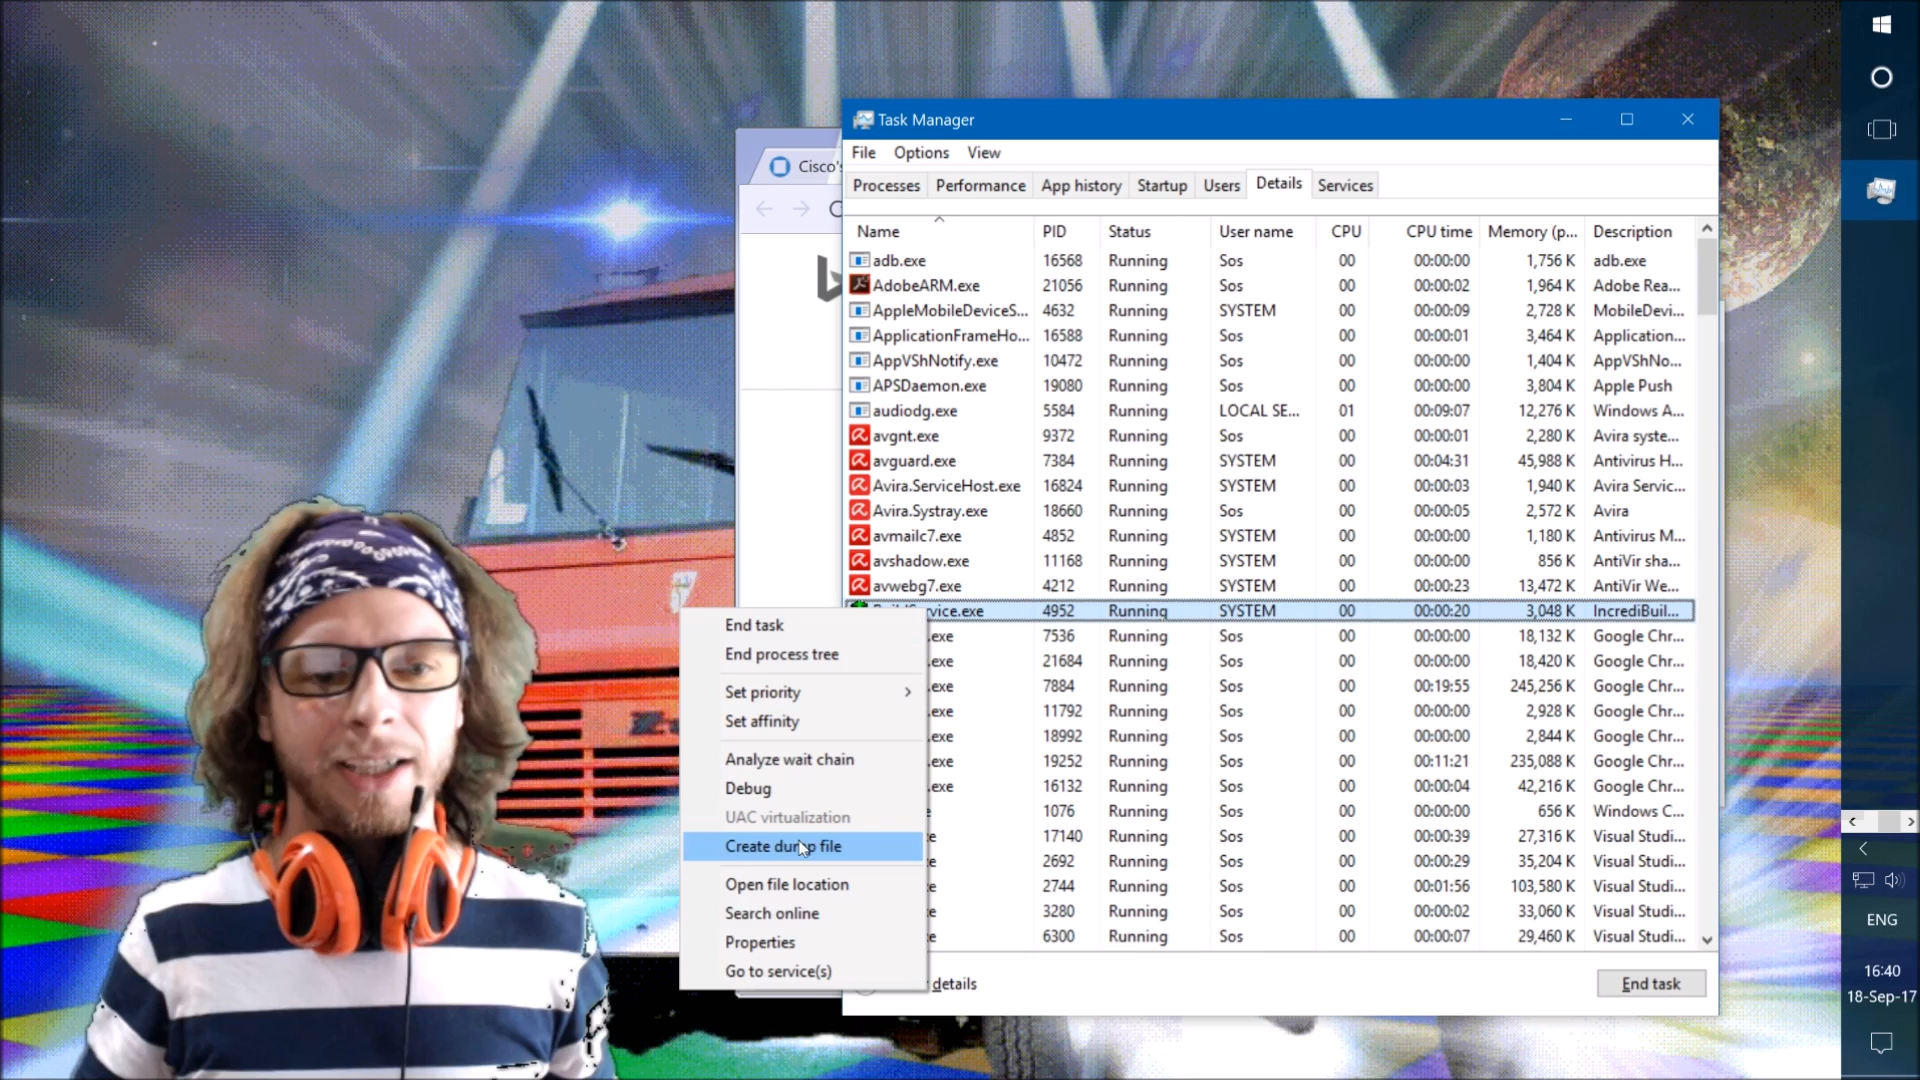 Cisco's
Task Manager
File Options View
Processes Performance App history Startup Users Details Services
Name PID Status User name CPU CPU time Memory (p... Description
adb.exe 16568 Running Sos 00 00:00:00 1,756 K adb.exe
AdobeARM.exe 21056 Running Sos 00 00:00:02 1,964 K Adobe Rea...
AppleMobileDeviceS... 4632 Running SYSTEM 00 00:00:09 2,728 K MobileDevi...
ApplicationFrameHo... 16588 Running Sos 00 00:00:01 3,464 K Application...
AppVShNotify.exe 10472 Running Sos 00 00:00:00 1,404 K AppVShNo...
APSDaemon.exe 19080 Running Sos 00 00:00:00 3,804 K Apple Push
audiodg.exe 5584 Running LOCAL SE... 01 00:09:07 12,276 K Windows A...
avgnt.exe 9372 Running Sos 00 00:00:01 2,280 K Avira syste...
avguard.exe 7384 Running SYSTEM 00 00:04:31 45,988 K Antivirus H...
Avira.ServiceHost.exe 16824 Running SYSTEM 00 00:00:03 1,940 K Avira Servic...
Avira.Systray.exe 18660 Running Sos 00 00:00:05 2,572 K Avira
avmailc7.exe 4852 Running SYSTEM 00 00:00:00 1,180 K Antivirus M...
avshadow.exe 11168 Running SYSTEM 00 00:00:00 856 K AntiVir sha...
avwebg7.exe 4212 Running SYSTEM 00 00:00:23 13,472 K AntiVir We...
BuildService.exe 4952 Running SYSTEM 00 00:00:20 3,048 K IncrediBuil...
.exe 7536 Running Sos 00 00:00:00 18,132 K Google Chr...
.exe 21684 Running Sos 00 00:00:00 18,420 K Google Chr...
.exe 7884 Running Sos 00 00:19:55 245,256 K Google Chr...
.exe 11792 Running Sos 00 00:00:00 2,928 K Google Chr...
.exe 18992 Running Sos 00 00:00:00 2,844 K Google Chr...
.exe 19252 Running Sos 00 00:11:21 235,088 K Google Chr...
.exe 16132 Running Sos 00 00:00:04 42,216 K Google Chr...
e 1076 Running Sos 00 00:00:00 656 K Windows C...
e 17140 Running Sos 00 00:00:39 27,316 K Visual Studi...
e 2692 Running Sos 00 00:00:29 35,204 K Visual Studi...
e 2744 Running Sos 00 00:01:56 103,580 K Visual Studi...
e 3280 Running Sos 00 00:00:02 33,060 K Visual Studi...
e 6300 Running Sos 00 00:00:07 29,460 K Visual Studi...
details
End task
End task
End process tree
Set priority
Set affinity
Analyze wait chain
Debug
UAC virtualization
Create dump file
Open file location
Search online
Properties
Go to service(s)
ENG
16:40
18-Sep-17